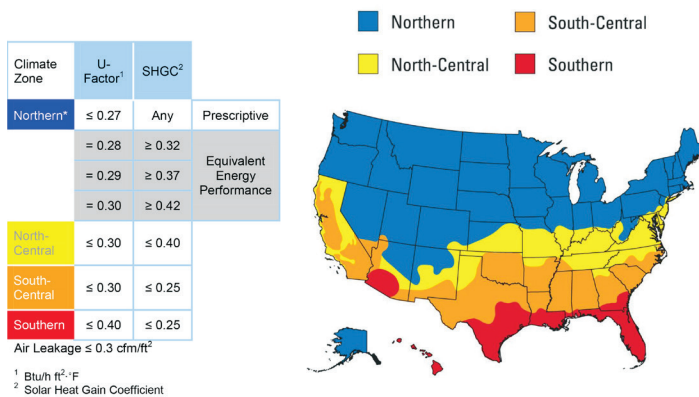 Climate Zone
U-Factor1
SHGC2
Northern*
≤ 0.27
Any
Prescriptive
= 0.28
≥ 0.32
Equivalent
Energy
Performance
= 0.29
≥ 0.37
= 0.30
≥ 0.42
North-
Central
≤ 0.30
≤ 0.40
South-
Central
≤ 0.30
≤ 0.25
Southern
≤ 0.40
≤ 0.25
Air Leakage ≤ 0.3 cfm/ft2
1 Btu/h ft2·°F
2 Solar Heat Gain Coefficient
Northern
South-Central
North-Central
Southern